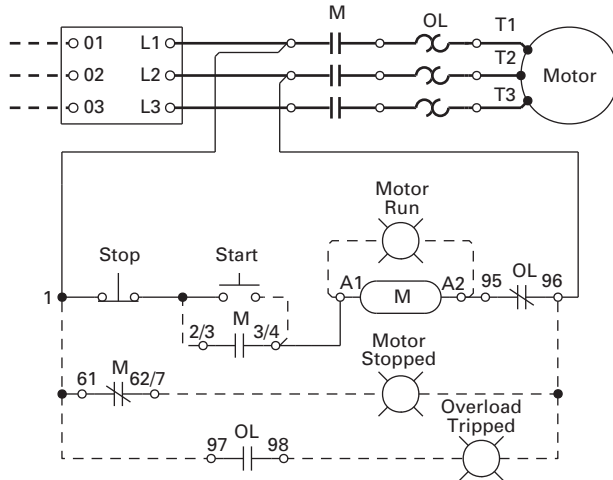 M OL
01 L1 T1
02 L2 T2 Motor
03 L3 T3
Motor
Run
Stop Start
A1 M A2 95 OL 96
1
M
2/3 3/4
Motor
Stopped
61 M 62/7
Overload
Tripped
97 OL 98